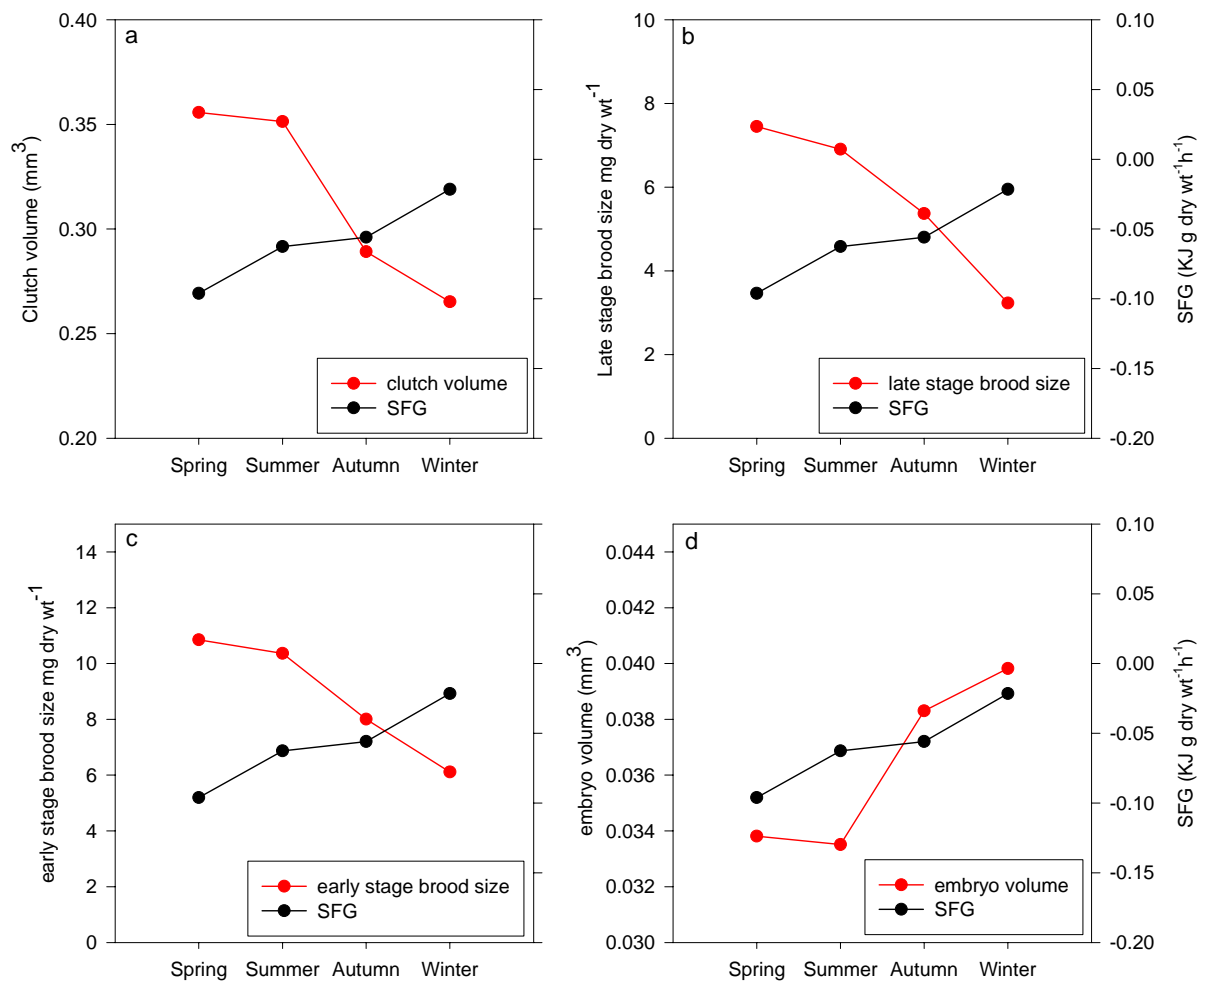 a
0.40
0.35
0.30
0.25
0.20
Clutch volume (mm3)
clutch volume
SFG
Spring Summer Autumn Winter
b
10
8
6
4
2
0
Late stage brood size mg dry wt-1
0.10
0.05
0.00
-0.05
-0.10
-0.15
-0.20
SFG (KJ g dry wt-1h-1)
late stage brood size
SFG
Spring Summer Autumn Winter
c
14
12
10
8
6
4
2
0
early stage brood size mg dry wt-1
early stage brood size
SFG
Spring Summer Autumn Winter
d
0.044
0.042
0.040
0.038
0.036
0.034
0.032
0.030
embryo volume (mm3)
0.10
0.05
0.00
-0.05
-0.10
-0.15
-0.20
SFG (KJ g dry wt-1h-1)
embryo volume
SFG
Spring Summer Autumn Winter